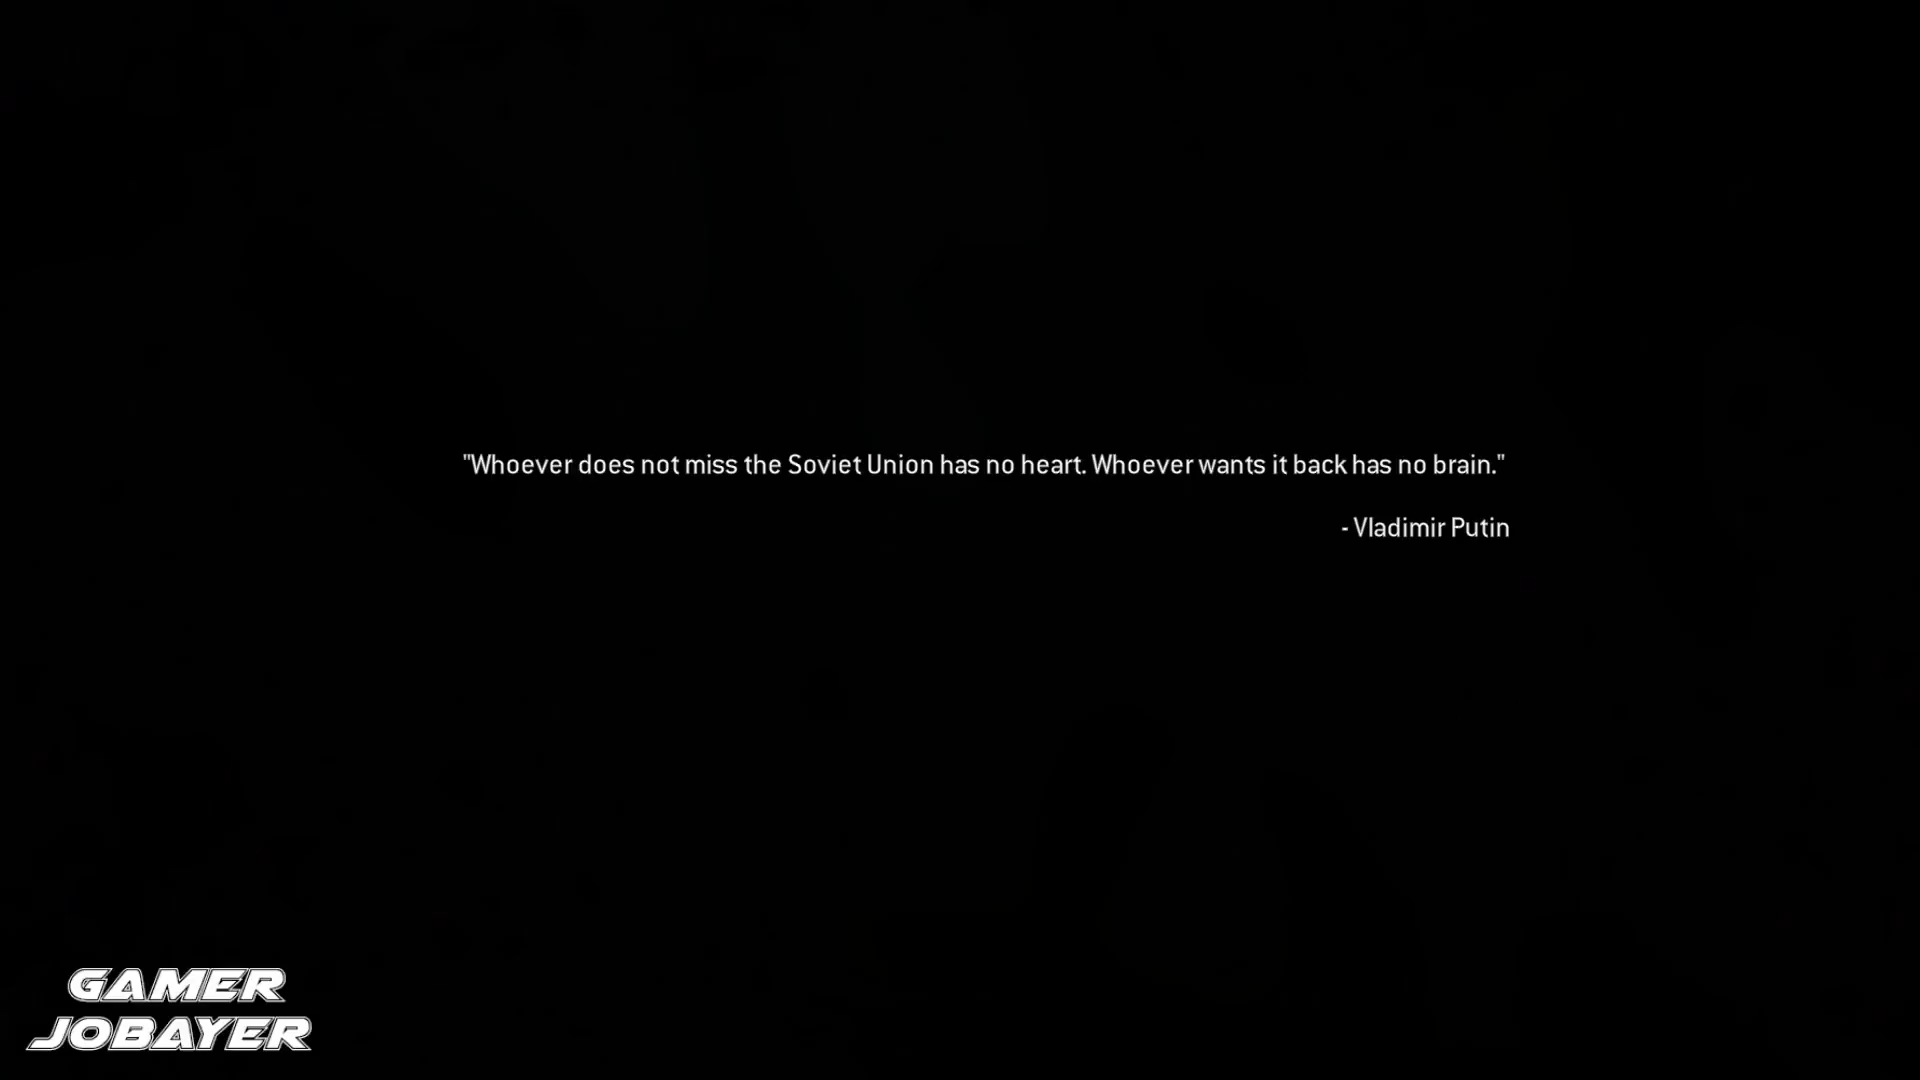 "Whoever does not miss the Soviet Union has no heart. Whoever wants it back has no brain."
- Vladimir Putin
GAMER
JOBAYER